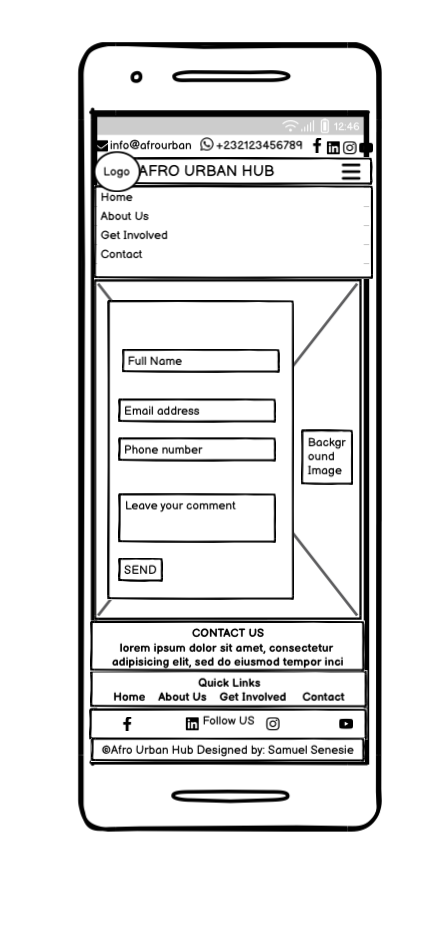 12:46
info@afrourban +232123456789
Logo AFRO URBAN HUB
Home
About Us
Get Involved
Contact
Full Name
Email address
Phone number
Backgr
ound
Image
Leave your comment
SEND
CONTACT US
lorem ipsum dolor sit amet, consectetur
adipisicing elit, sed do eiusmod tempor inci
Quick Links
Home About Us Get Involved Contact
Follow US
©Afro Urban Hub Designed by: Samuel Senesie